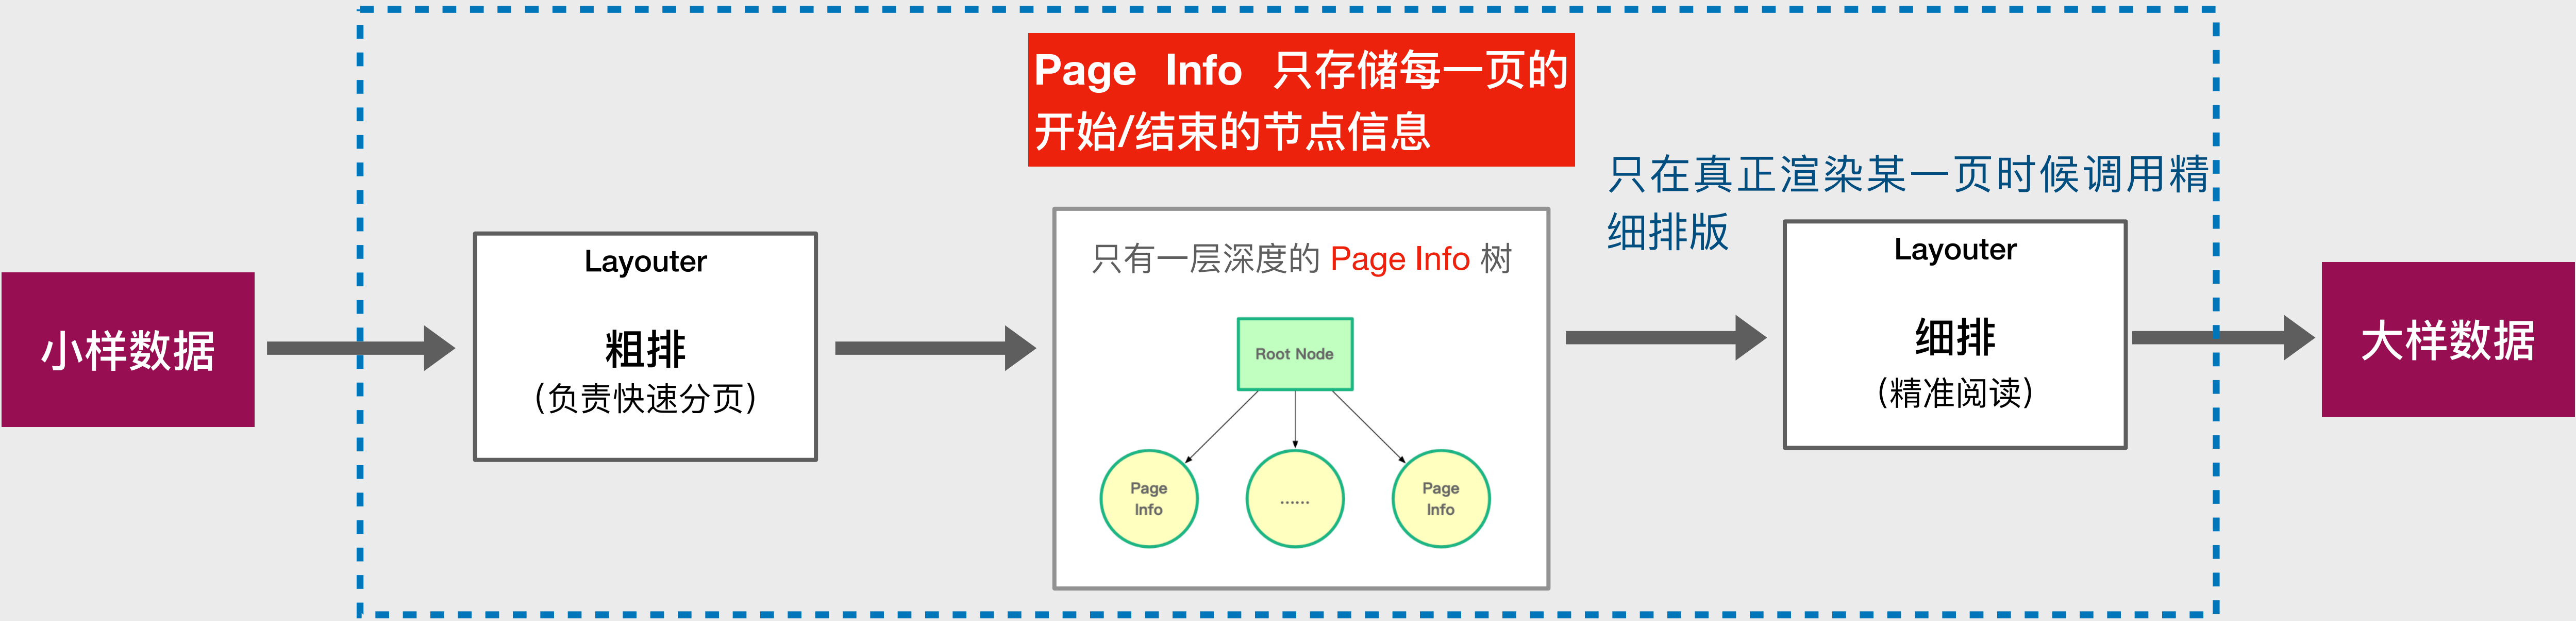 Page Info 只存储每一页的
开始/结束的节点信息
只在真正渲染某一页时候调用精
细排版
小样数据
Layouter
粗排
(负责快速分页)
只有一层深度的 Page Info 树
Root Node
Page
Info
......
Page
Info
Layouter
细排
(精准阅读)
大样数据